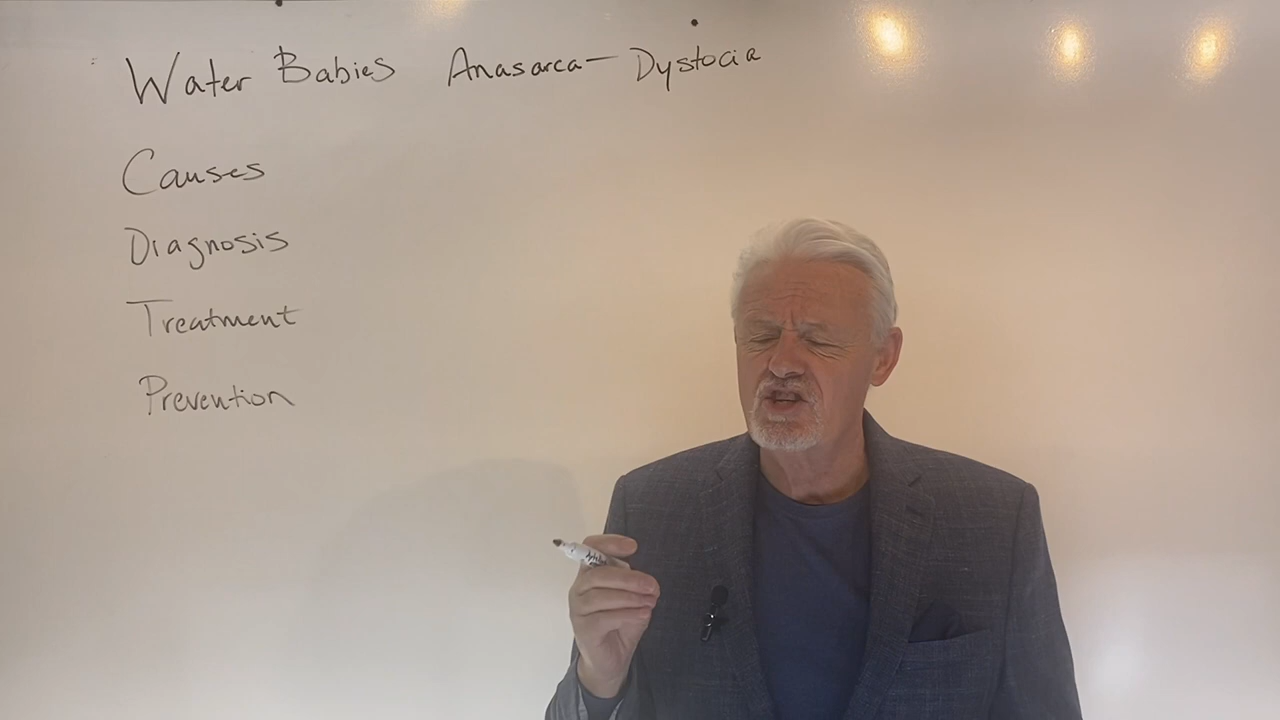 Water Babies Anasarca — Dystocia
Causes
Diagnosis
Treatment
Prevention